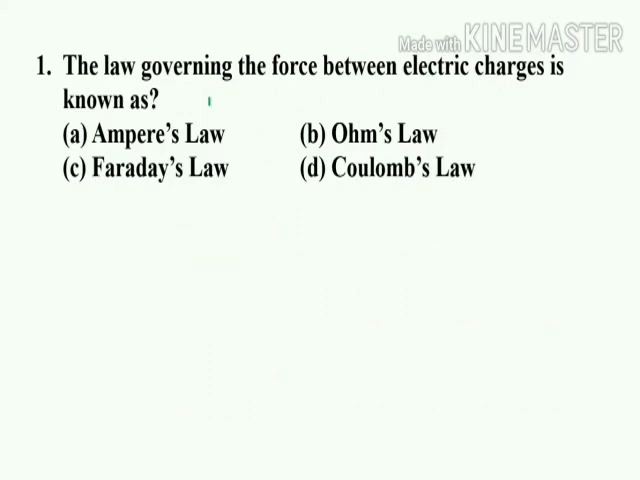 Made with KINEMASTER
1. The law governing the force between electric charges is
known as?
(a) Ampere's Law (b) Ohm's Law
(c) Faraday's Law (d) Coulomb's Law